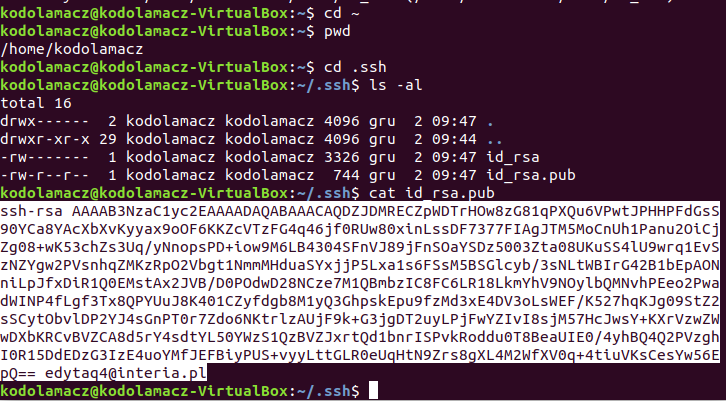 kodolamacz@kodolamacz-VirtualBox:~$ cd ~
kodolamacz@kodolamacz-VirtualBox:~$ pwd
/home/kodolamacz
kodolamacz@kodolamacz-VirtualBox:~$ cd .ssh
kodolamacz@kodolamacz-VirtualBox:~/.ssh$ ls -al
total 16
drwx------  2 kodolamacz kodolamacz 4096 gru  2 09:47 .
drwxr-xr-x 29 kodolamacz kodolamacz 4096 gru  2 09:44 ..
-rw-------  1 kodolamacz kodolamacz 3326 gru  2 09:47 id_rsa
-rw-r--r--  1 kodolamacz kodolamacz  744 gru  2 09:47 id_rsa.pub
kodolamacz@kodolamacz-VirtualBox:~/.ssh$ cat id_rsa.pub
ssh-rsa AAAAB3NzaC1yc2EAAAADAQABAAACAQDZJDMRECZpWDTrHOw8zG81qPXQu6VPwtJPHHPFdGsS
90YCa8YAcXbXvKyyax9oOF6KKZcVTzFG4q46jf0RUw80xinLssDF7377FIAgJTM5MoCnUh1Panu2OiCj
Zg08+wK53chZs3Uq/yNnopsPD+iow9M6LB4304SFnVJ89jFnSOaYSDz5003Zta08UKuSS4lU9wrq1EvS
zNZYgw2PVsnhqZMKzRpO2Vbgt1NmmMHduaSYxjjP5Lxa1s6FSsM5BSGlcyb/3sNLtWBIrG42B1bEpAON
niLpJfxDiR1Q0EMstAx2JVB/D0POdwD28NCze7M1QBmbzIC8FC6LR18LkmYhV9NOylbQMNvhPEeo2Pwa
dWINP4fLgf3Tx8QPYUuJ8K401CZyfdgb8M1yQ3GhpskEpu9fzMd3xE4DV3oLsWEF/K527hqKJg09StZ2
sSCytObvlDP2YJ4sGnPT0r7Zdo6NKtrlzAUjF9k+G3jgDT2uyLPjFwYZIvI8sjM57HcJwsY+KXrVzwZW
wDXbKRCvBVZCA8d5rY4sdtYL50YWzS1QzBVZJxrtQd1bnrISPvkRoddu0T8BeaUIE0/4yhBQ4Q2PVzgh
I0R15DdEDzG3IzE4uoYMfJEFBiyPUS+vyyLttGLR0eUqHtN9Zrs8gXL4M2WfXV0q+4tiuVKsCesYw56E
pQ== edytaq4@interia.pl
kodolamacz@kodolamacz-VirtualBox:~/.ssh$